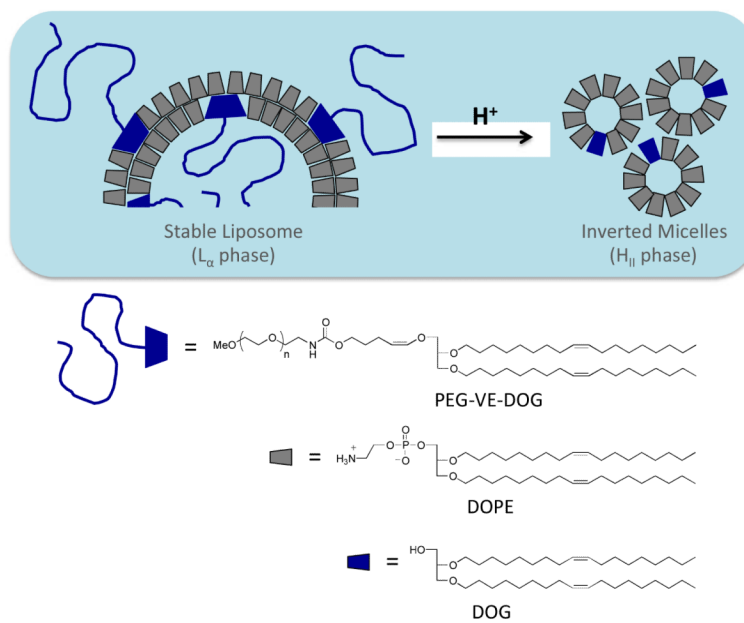 H+
Stable Liposome
(Lα phase)
Inverted Micelles
(HII phase)
=
MeO
O
n
N
H
O
O
O
O
O
PEG-VE-DOG
=
H3N
+
O
P
O
O−
O
O
O
DOPE
=
HO
O
O
DOG